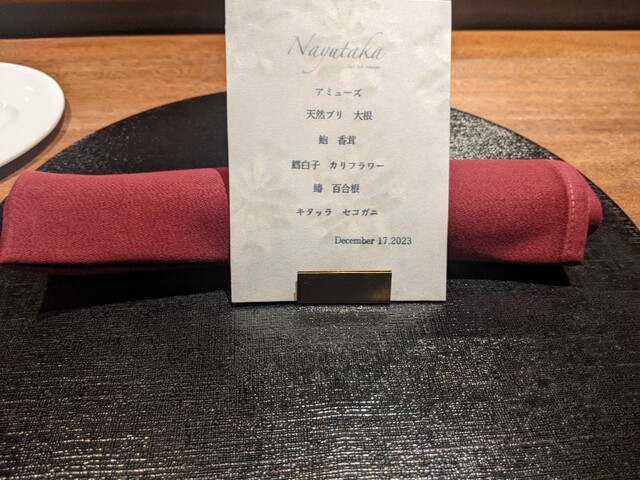 Nayutaka
アミューズ
天然ブリ 大根
鮑 香茸
鱈白子 カリフラワー
鰆 百合根
キタッラ セコガニ
December 17.2023